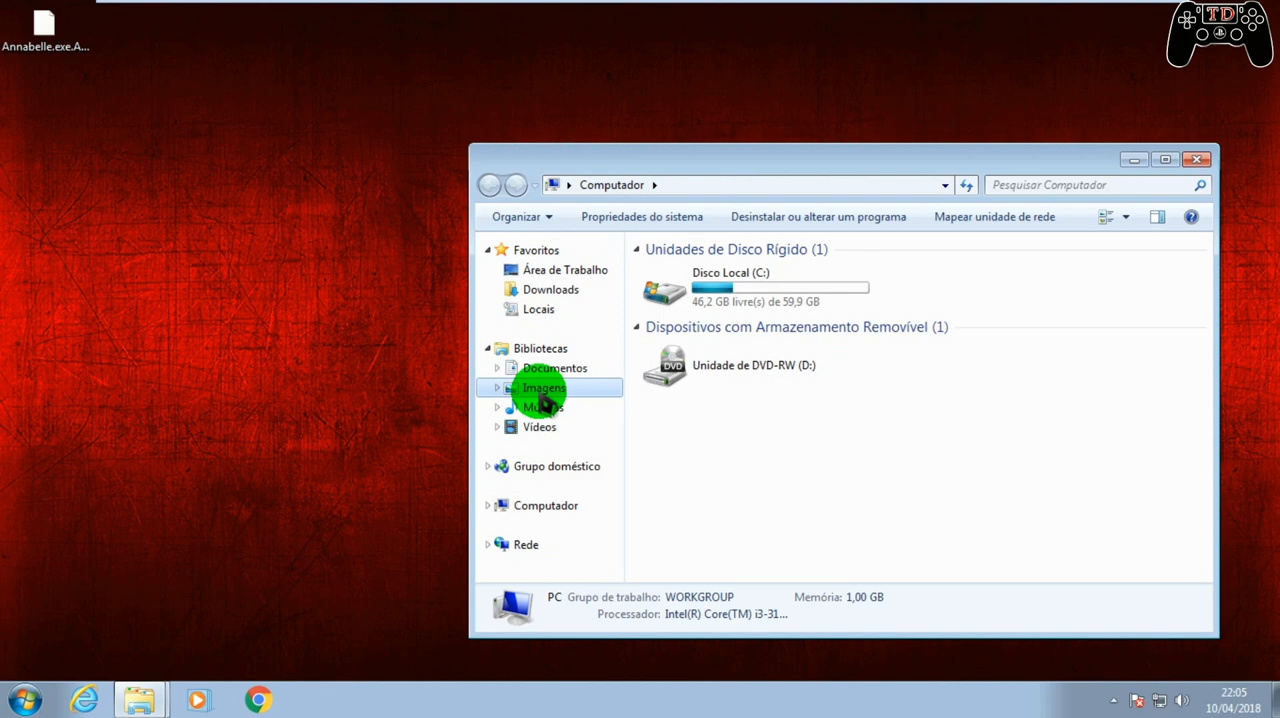 Annabelle.exe.A...
TD
Computador
Pesquisar Computador
Organizar
Propriedades do sistema
Desinstalar ou alterar um programa
Mapear unidade de rede
Favoritos
Área de Trabalho
Downloads
Locais
Bibliotecas
Documentos
Imagens
Vídeos
Grupo doméstico
Computador
Rede
Unidades de Disco Rígido (1)
Disco Local (C:)
46,2 GB livre(s) de 59,9 GB
Dispositivos com Armazenamento Removível (1)
DVD
Unidade de DVD-RW (D:)
PC Grupo de trabalho: WORKGROUP Memória: 1,00 GB
Processador: Intel(R) Core(TM) i3-31...
22:05
10/04/2018